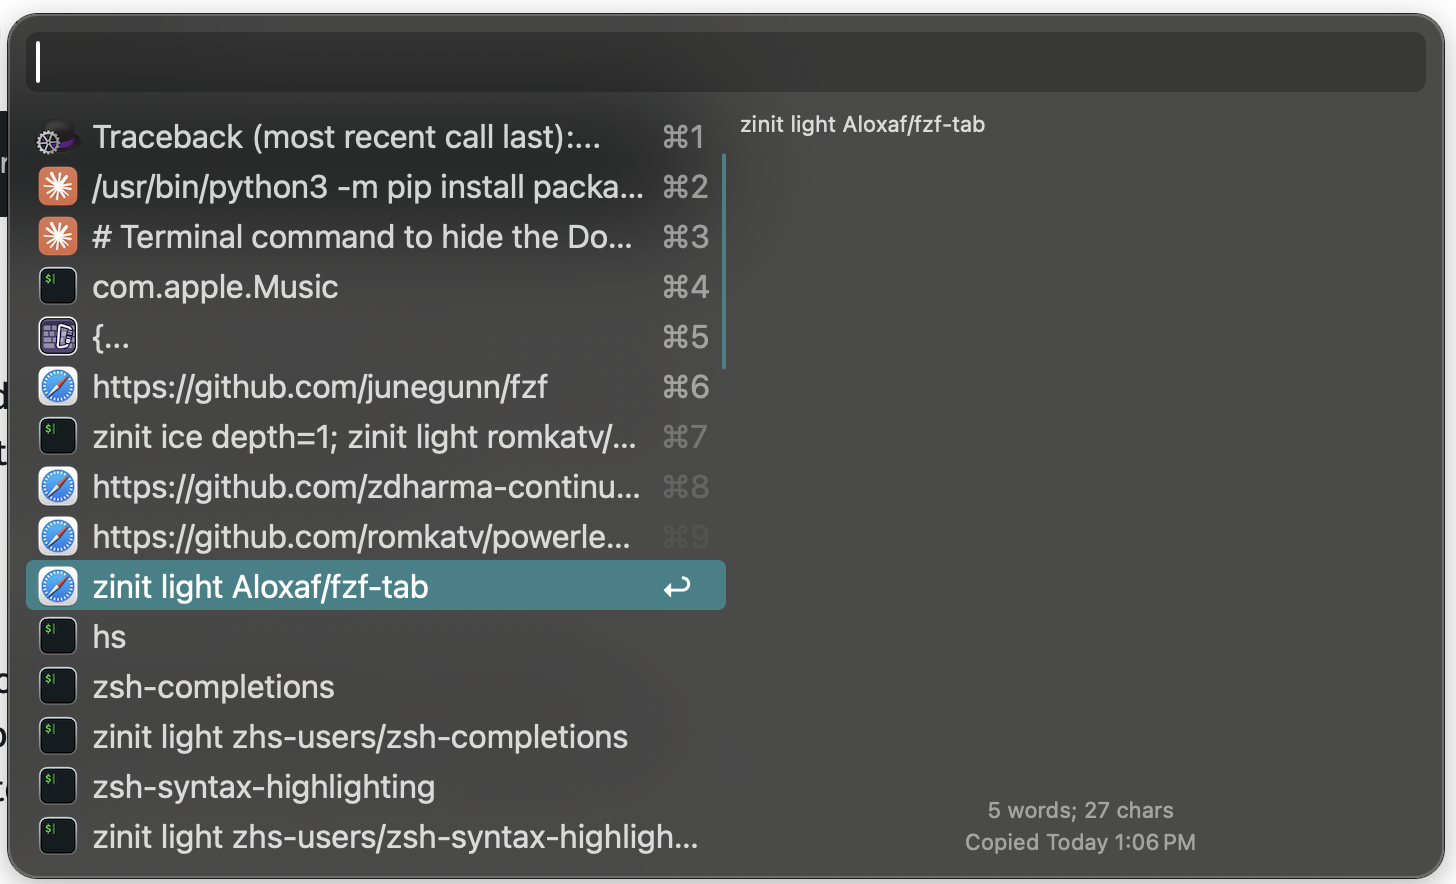 Traceback (most recent call last):... ⌘1
/usr/bin/python3 -m pip install packa... ⌘2
# Terminal command to hide the Do... ⌘3
com.apple.Music ⌘4
{... ⌘5
https://github.com/junegunn/fzf ⌘6
zinit ice depth=1; zinit light romkatv/... ⌘7
https://github.com/zdharma-continu... ⌘8
https://github.com/romkatv/powerle... ⌘9
zinit light Aloxaf/fzf-tab
hs
zsh-completions
zinit light zhs-users/zsh-completions
zsh-syntax-highlighting
zinit light zhs-users/zsh-syntax-highligh...
zinit light Aloxaf/fzf-tab
5 words; 27 chars
Copied Today 1:06 PM